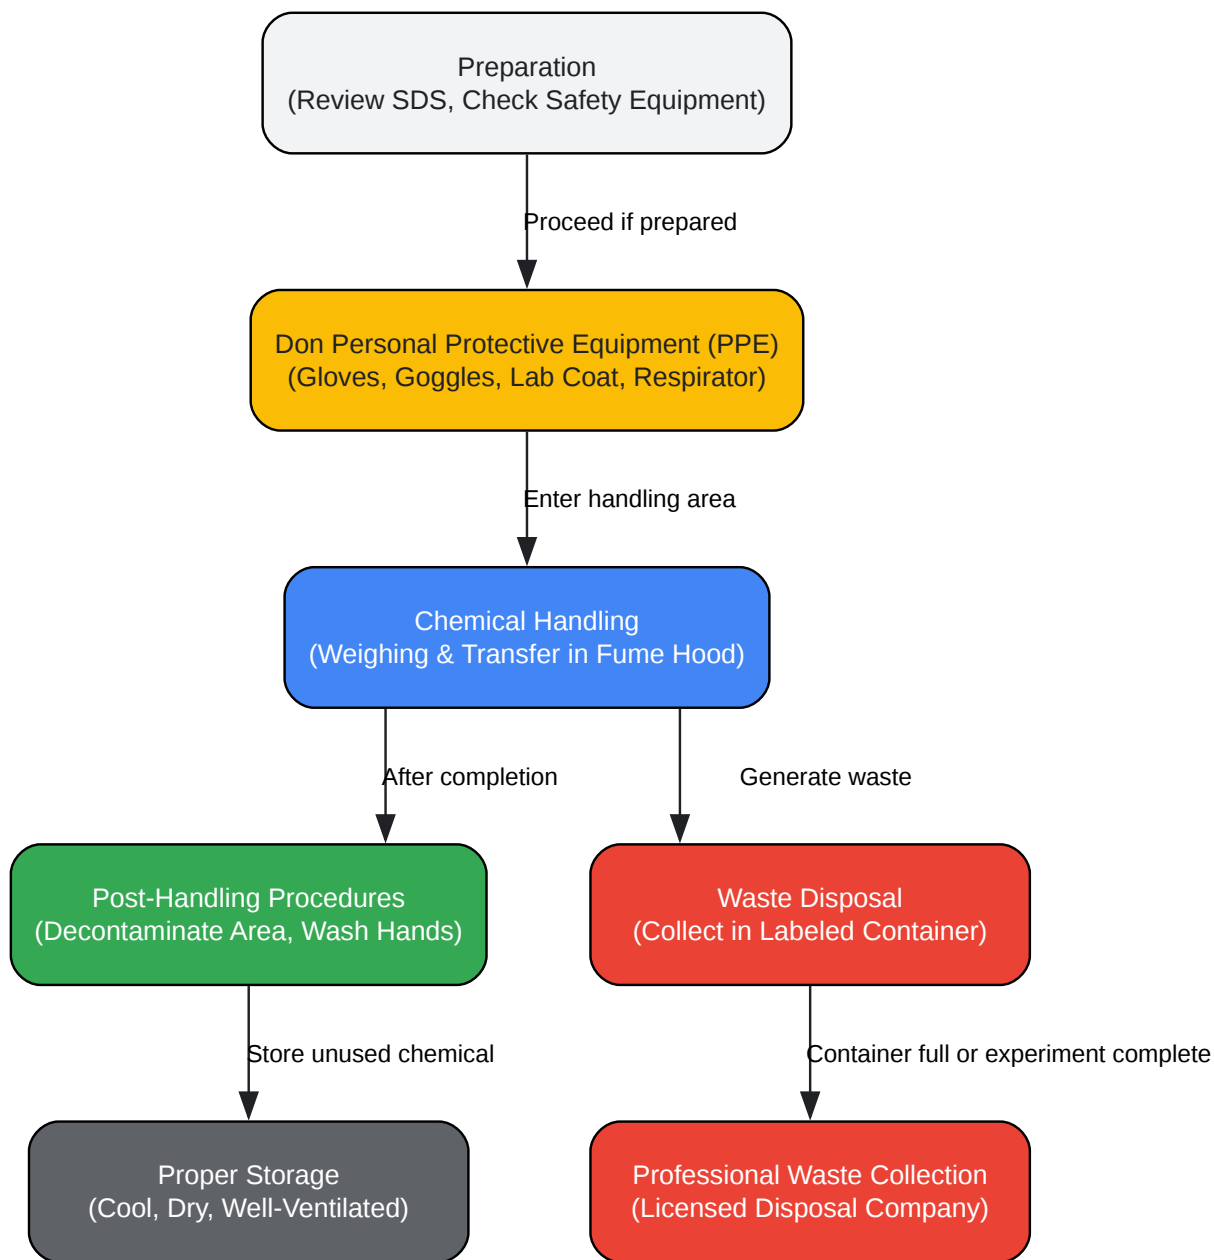 Preparation
(Review SDS, Check Safety Equipment)
Proceed if prepared
Don Personal Protective Equipment (PPE)
(Gloves, Goggles, Lab Coat, Respirator)
Enter handling area
Chemical Handling
(Weighing & Transfer in Fume Hood)
After completion
Generate waste
Post-Handling Procedures
(Decontaminate Area, Wash Hands)
Waste Disposal
(Collect in Labeled Container)
Store unused chemical
Container full or experiment complete
Proper Storage
(Cool, Dry, Well-Ventilated)
Professional Waste Collection
(Licensed Disposal Company)